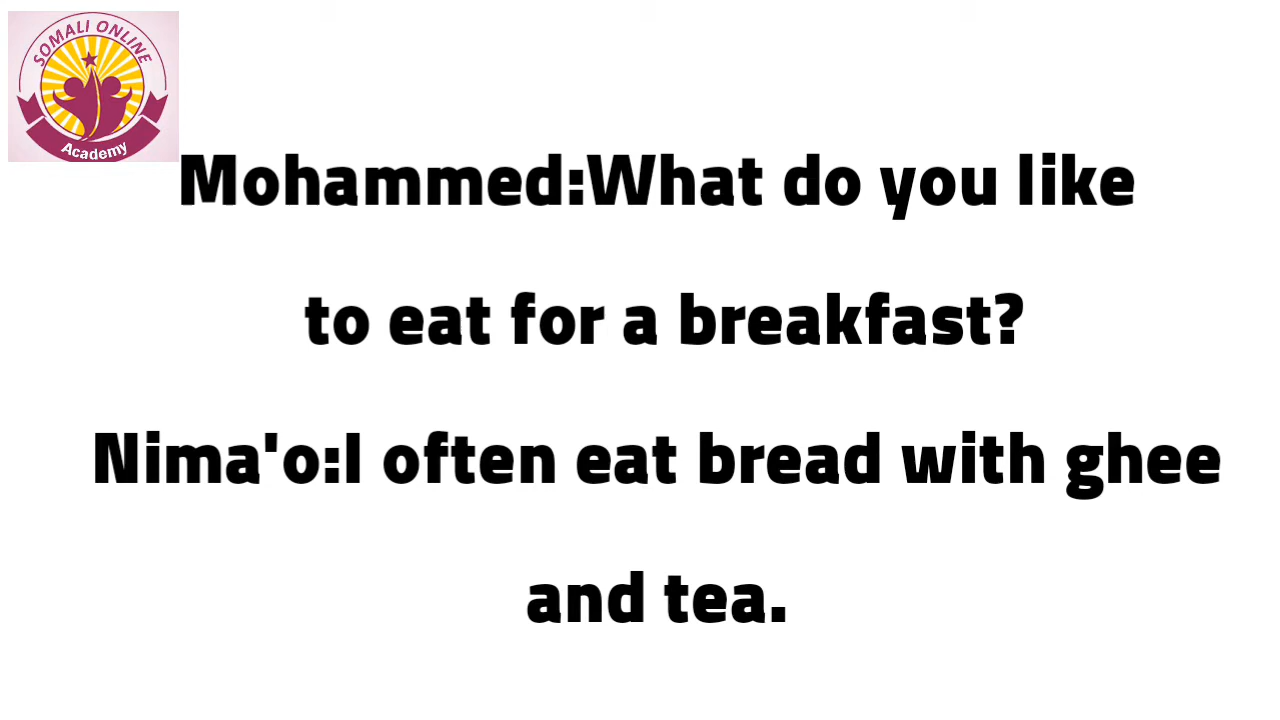 SOMALI ONLINE
Academy
Mohammed:What do you like
to eat for a breakfast?
Nima'o:I often eat bread with ghee
and tea.